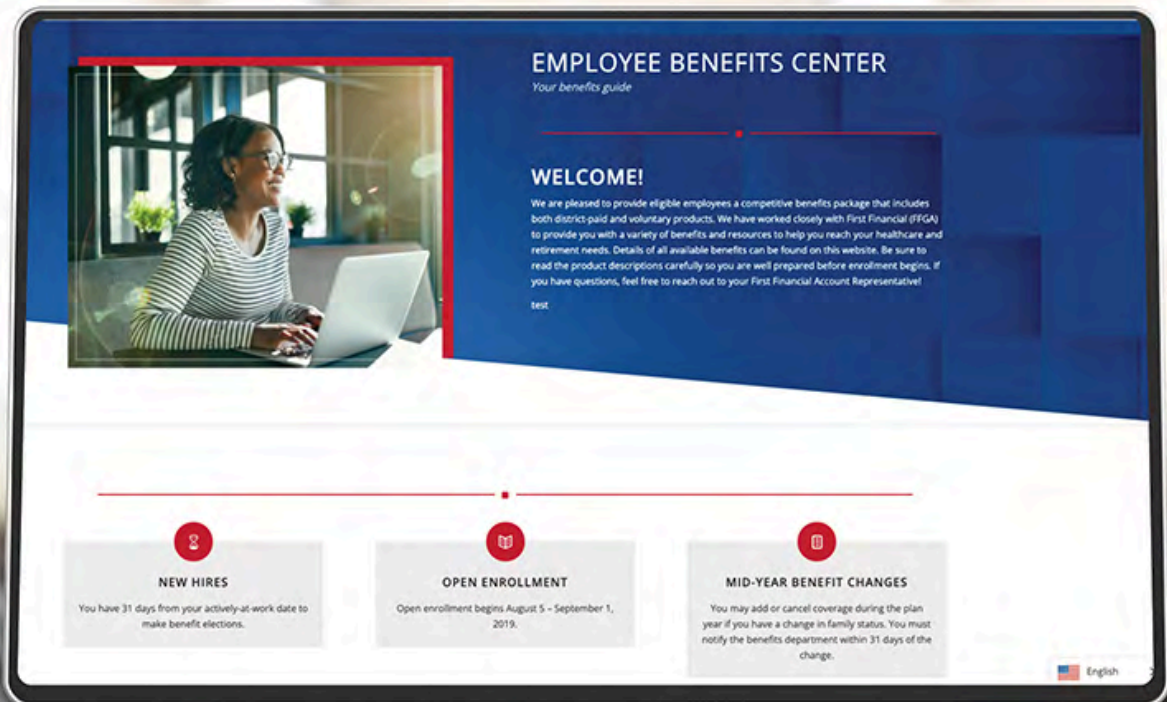 EMPLOYEE BENEFITS CENTER
Your benefits guide
WELCOME!
We are pleased to provide eligible employees a competitive benefits package that includes
both district-paid and voluntary products. We have worked closely with First Financial (FFGA)
to provide you with a variety of benefits and resources to help you reach your healthcare and
retirement needs. Details of all available benefits can be found on this website. Be sure to
read the product descriptions carefully so you are well prepared before enrollment begins. If
you have questions, feel free to reach out to your First Financial Account Representative!
test
NEW HIRES
You have 31 days from your actively-at-work date to
make benefit elections.
OPEN ENROLLMENT
Open enrollment begins August 5 – September 1,
2019.
MID-YEAR BENEFIT CHANGES
You may add or cancel coverage during the plan
year if you have a change in family status. You must
notify the benefits department within 31 days of the
change.
English